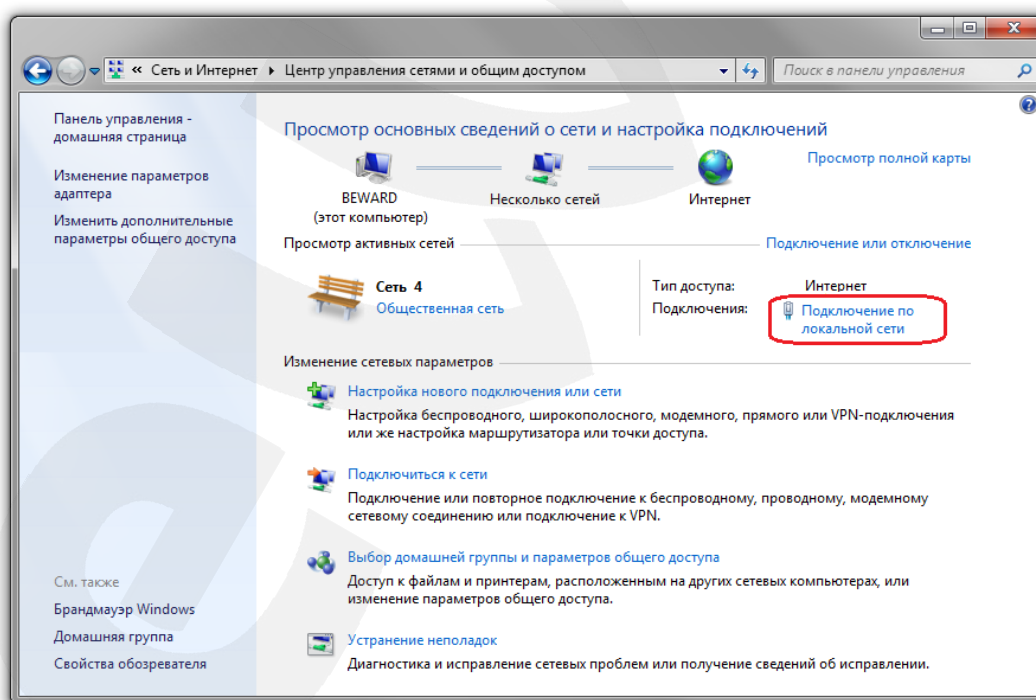 « Сеть и Интернет Центр управления сетями и общим доступом Поиск в панели управления
Панель управления -
домашняя страница
Изменение параметров
адаптера
Изменить дополнительные
параметры общего доступа
Просмотр основных сведений о сети и настройка подключений
Просмотр полной карты
BEWARD
(этот компьютер)
Несколько сетей
Интернет
Просмотр активных сетей
Подключение или отключение
Сеть 4
Общественная сеть
Тип доступа: Интернет
Подключения: Подключение по
локальной сети
Изменение сетевых параметров
Настройка нового подключения или сети
Настройка беспроводного, широкополосного, модемного, прямого или VPN-подключения
или же настройка маршрутизатора или точки доступа.
Подключиться к сети
Подключение или повторное подключение к беспроводному, проводному, модемному
сетевому соединению или подключение к VPN.
Выбор домашней группы и параметров общего доступа
Доступ к файлам и принтерам, расположенным на других сетевых компьютерах, или
изменение параметров общего доступа.
Устранение неполадок
Диагностика и исправление сетевых проблем или получение сведений об исправлении.
См. также
Брандмауэр Windows
Домашняя группа
Свойства обозревателя